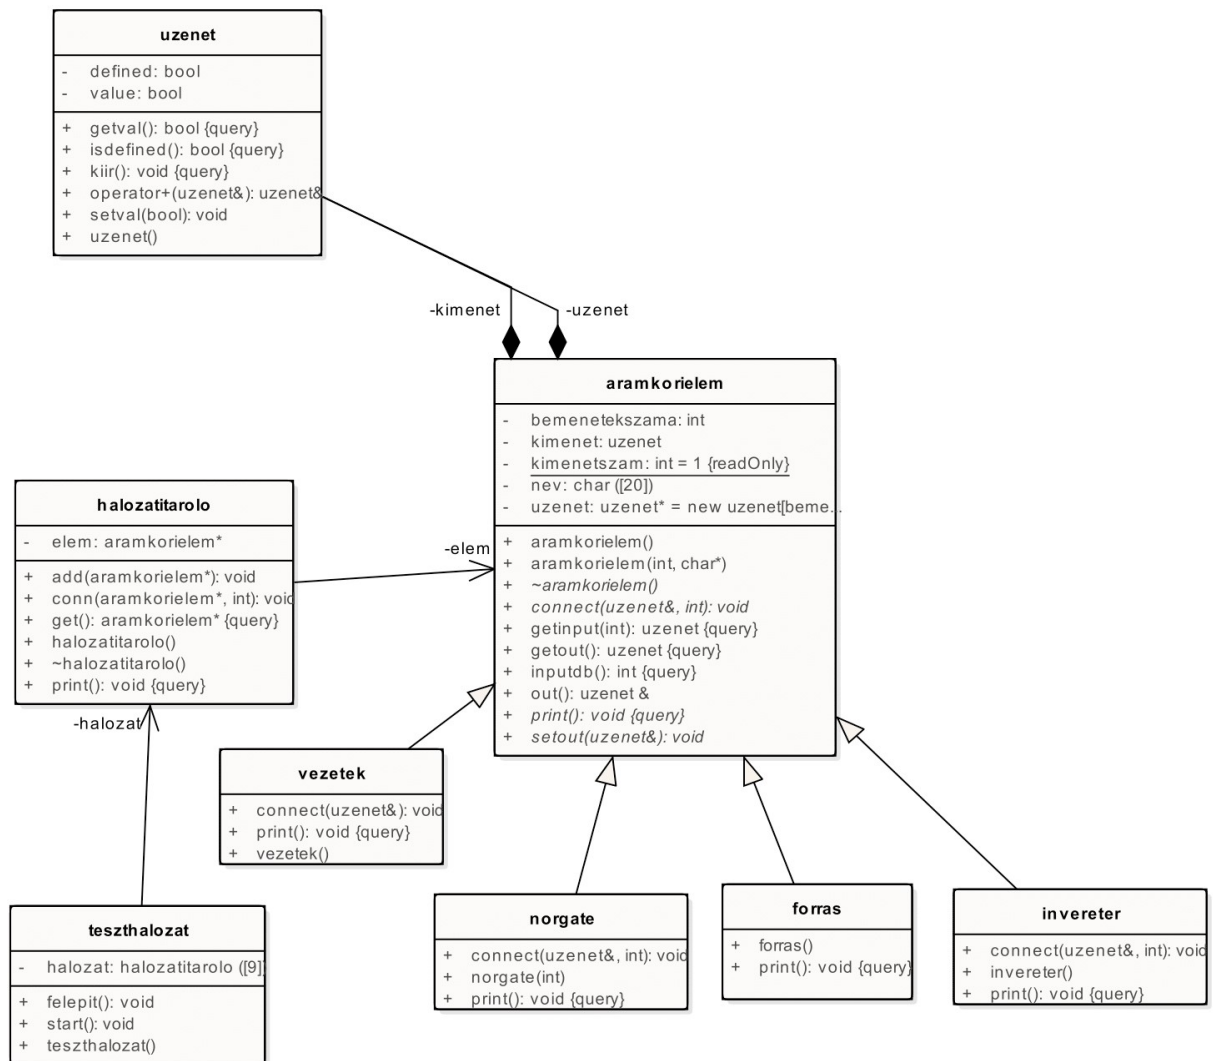 uzenet
- defined: bool
- value: bool
+ getval(): bool {query}
+ isdefined(): bool {query}
+ kiir(): void {query}
+ operator+(uzenet&): uzenet&
+ setval(bool): void
+ uzenet()
-kimenet
-uzenet
aramkorielem
- bemenetekszama: int
- kimenet: uzenet
- kimenetszam: int = 1 {readOnly}
- nev: char ([20])
- uzenet: uzenet* = new uzenet[beme...
+ aramkorielem()
+ aramkorielem(int, char*)
+ ~aramkorielem()
+ connect(uzenet&, int): void
+ getinput(int): uzenet {query}
+ getout(): uzenet {query}
+ inputdb(): int {query}
+ out(): uzenet &
+ print(): void {query}
+ setout(uzenet&): void
halozatitarolo
- elem: aramkorielem*
+ add(aramkorielem*): void
+ conn(aramkorielem*, int): void
+ get(): aramkorielem* {query}
+ halozatitarolo()
+ ~halozatitarolo()
+ print(): void {query}
-elem
-halozat
vezetek
+ connect(uzenet&): void
+ print(): void {query}
+ vezetek()
teszthalozat
- halozat: halozatitarolo ([9])
+ felepit(): void
+ start(): void
+ teszthalozat()
norgate
+ connect(uzenet&, int): void
+ norgate(int)
+ print(): void {query}
forras
+ forras()
+ print(): void {query}
invereter
+ connect(uzenet&, int): void
+ invereter()
+ print(): void {query}